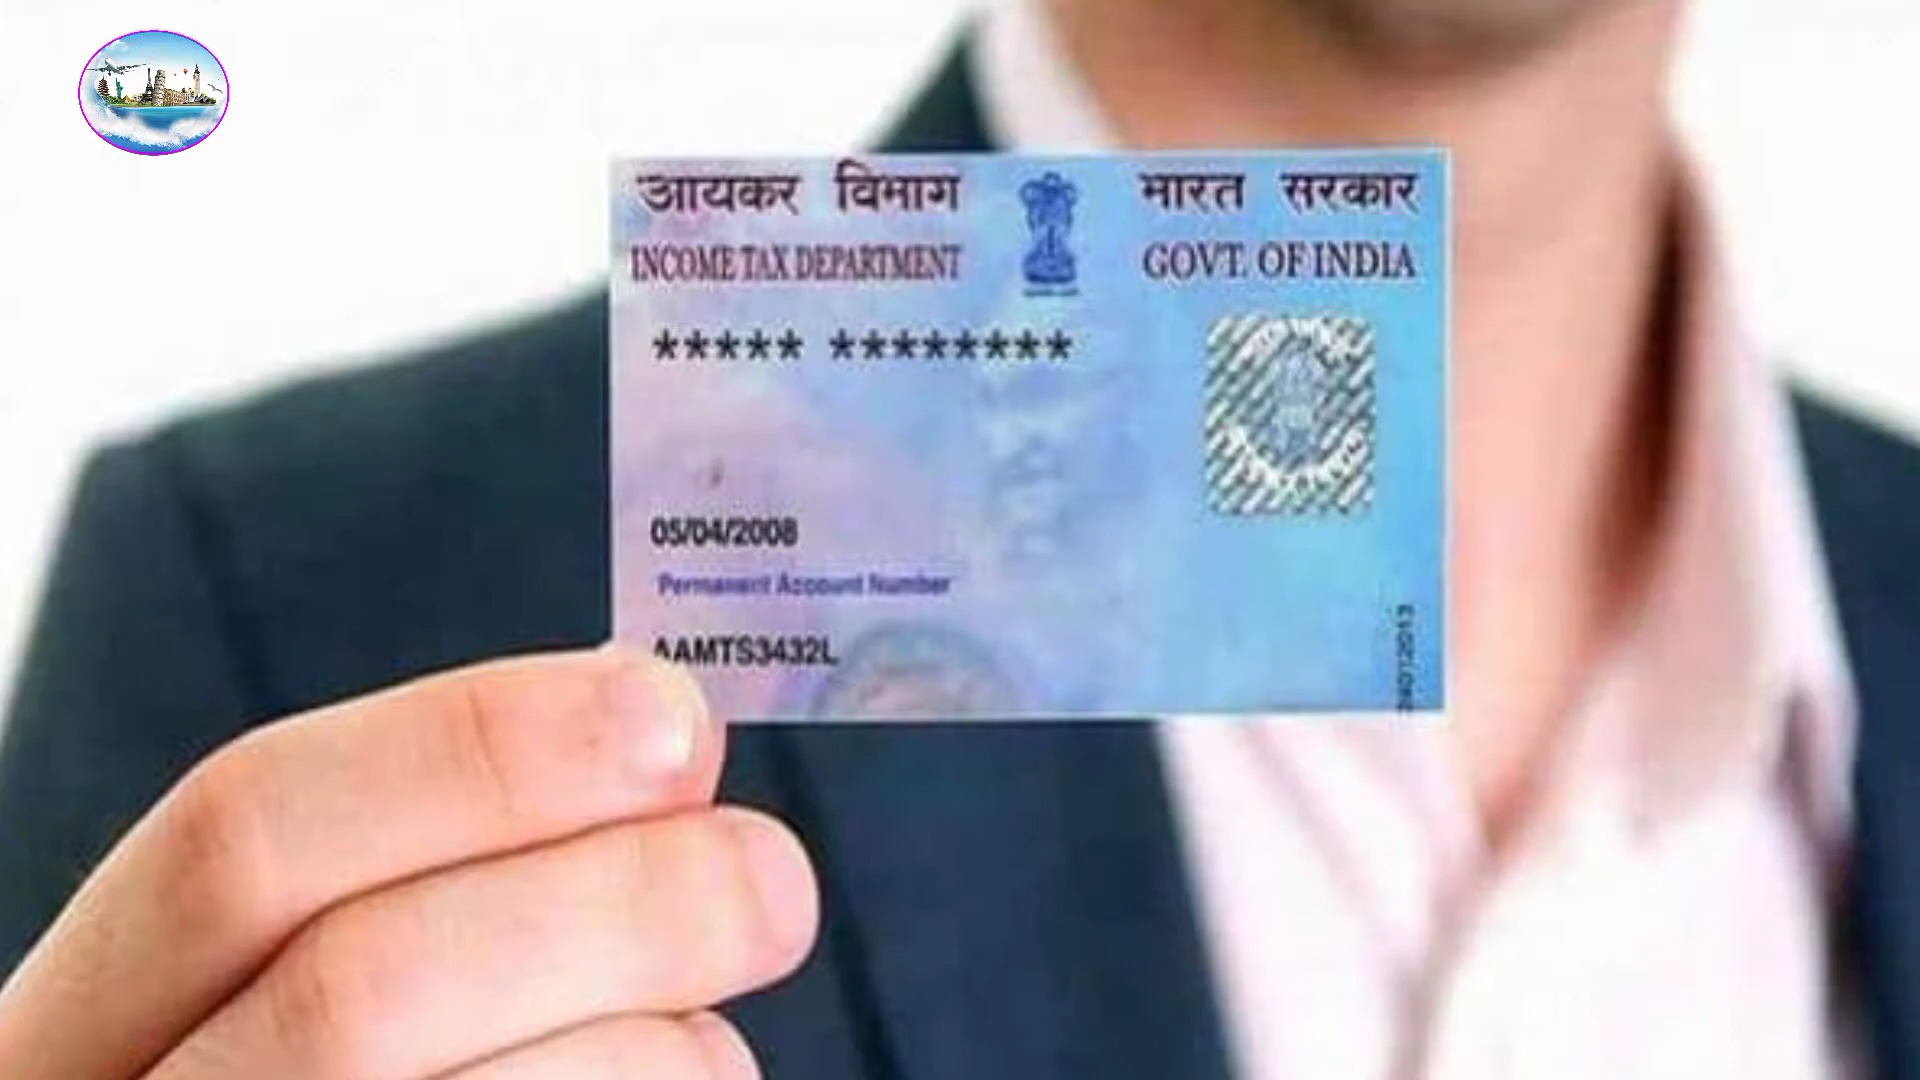 आयकर विभाग
भारत सरकार
INCOME TAX DEPARTMENT
GOVT. OF INDIA
***** ********
05/04/2008
Permanent Account Number
AAMTS3432L